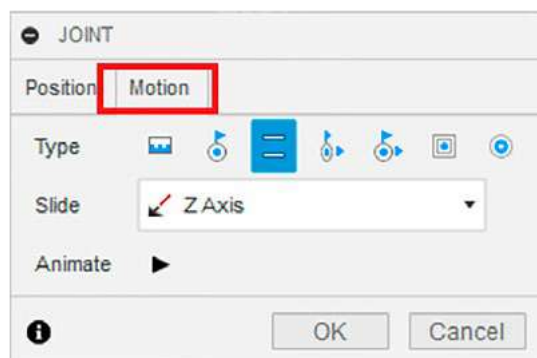 JOINT
Position Motion
Type
Slide Z Axis
Animate
OK Cancel